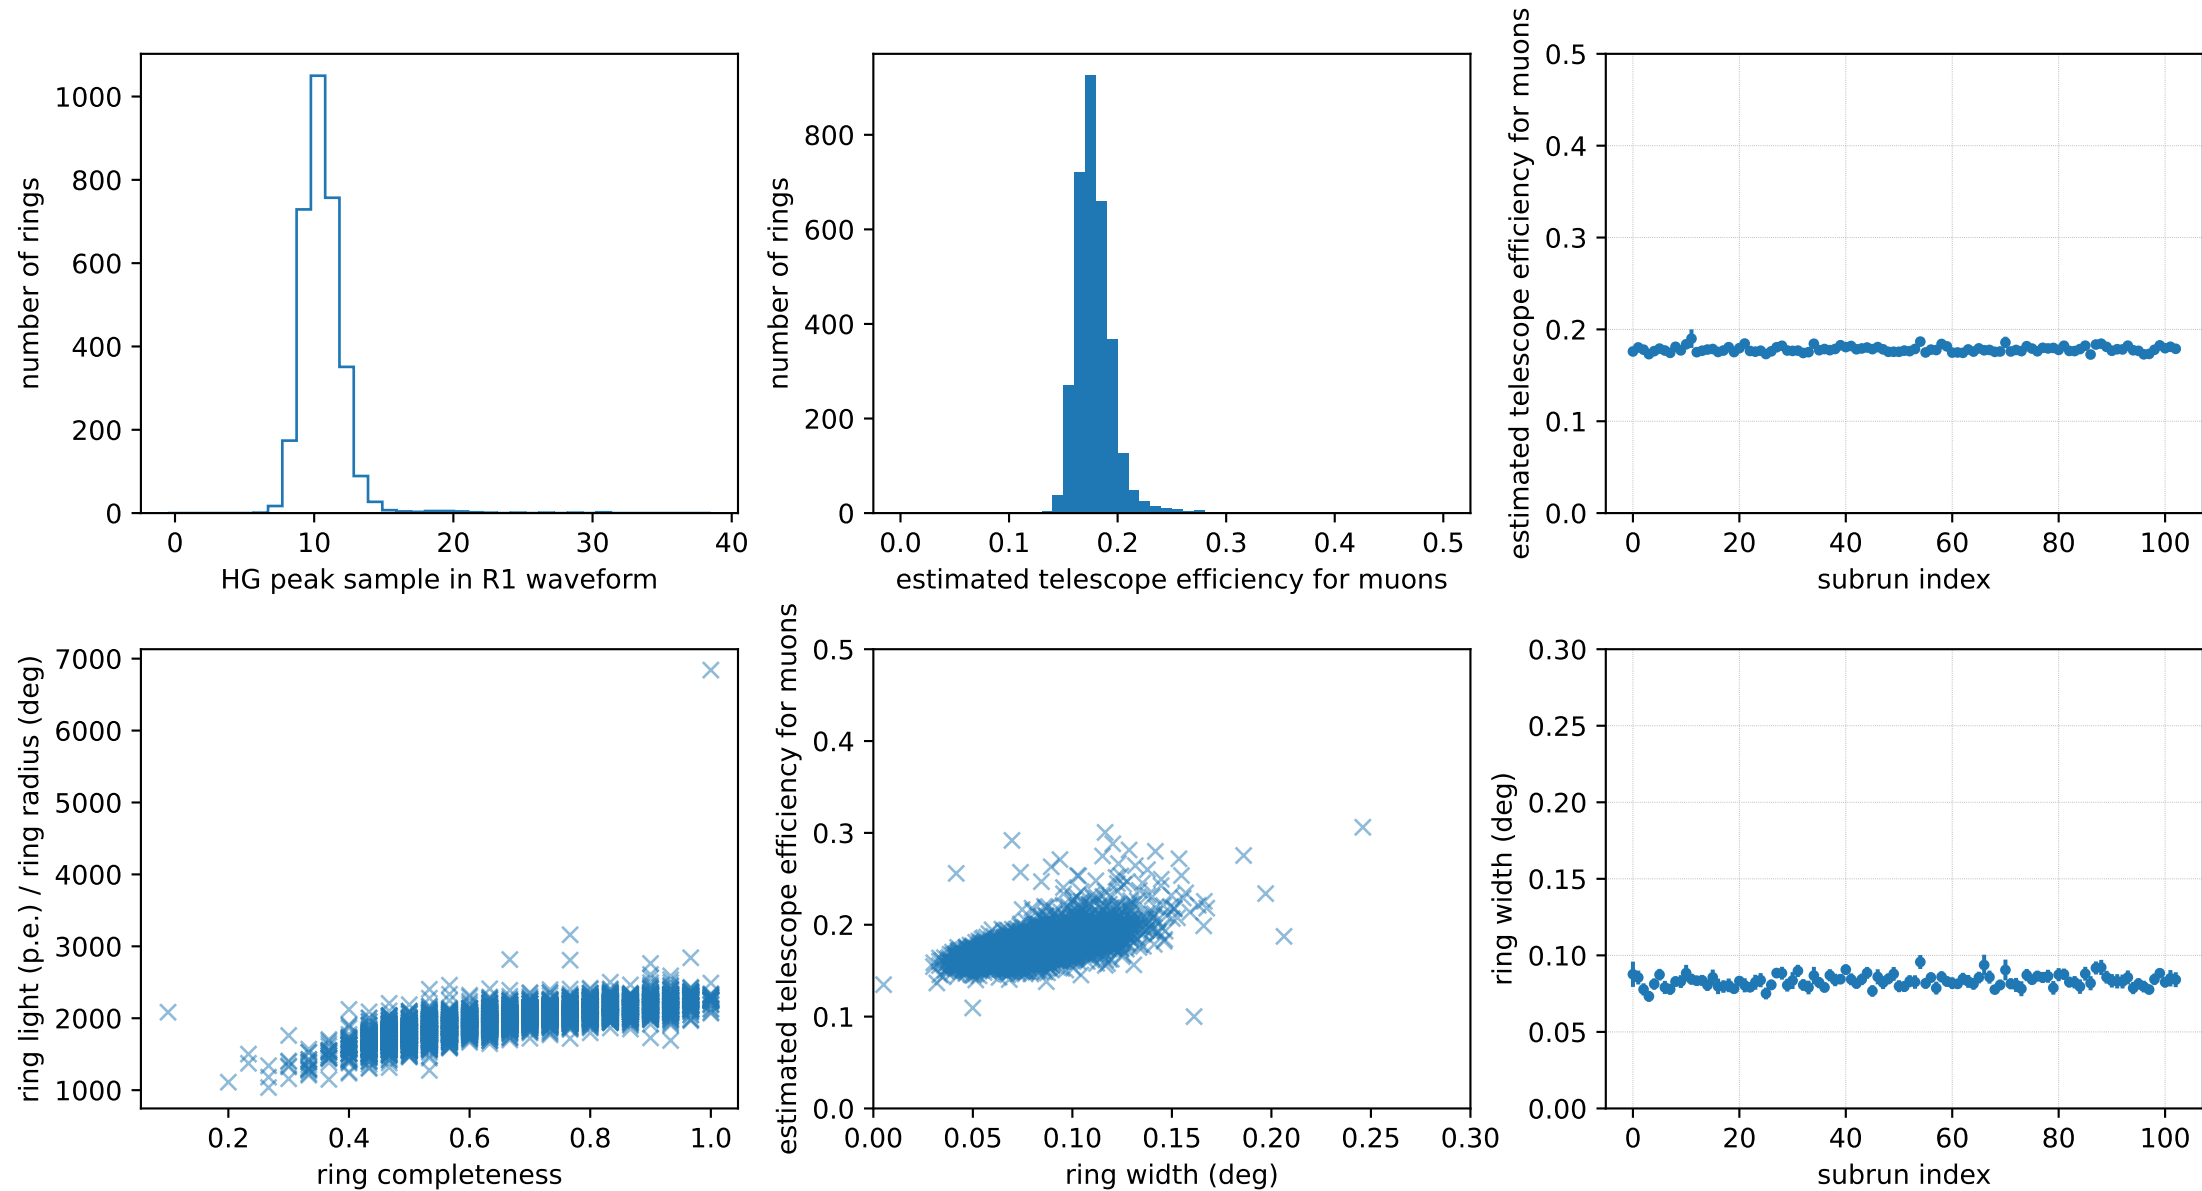 1000
800
600
400
200
0
number of rings
0 10 20 30 40
HG peak sample in R1 waveform
800
600
400
200
0
number of rings
0.0 0.1 0.2 0.3 0.4 0.5
estimated telescope efficiency for muons
0.5
0.4
0.3
0.2
0.1
0.0
estimated telescope efficiency for muons
0 20 40 60 80 100
subrun index
7000
6000
5000
4000
3000
2000
1000
ring light (p.e.) / ring radius (deg)
0.2 0.4 0.6 0.8 1.0
ring completeness
0.5
0.4
0.3
0.2
0.1
0.0
estimated telescope efficiency for muons
0.00 0.05 0.10 0.15 0.20 0.25 0.30
ring width (deg)
0.30
0.25
0.20
0.15
0.10
0.05
0.00
ring width (deg)
0 20 40 60 80 100
subrun index